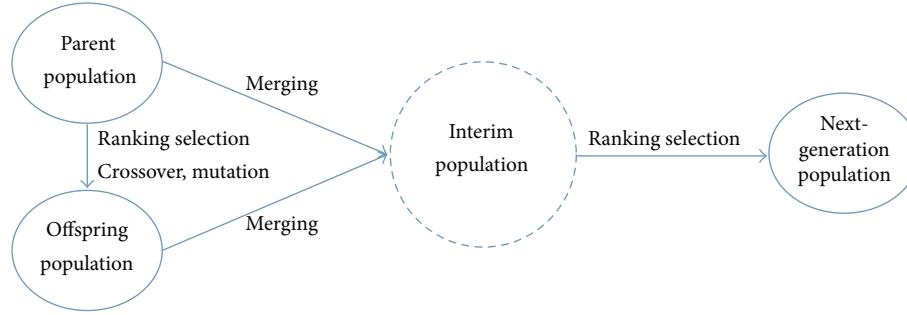 Parent
population
Merging
Ranking selection
Crossover, mutation
Interim
population
Ranking selection
Next-
generation
population
Offspring
population
Merging